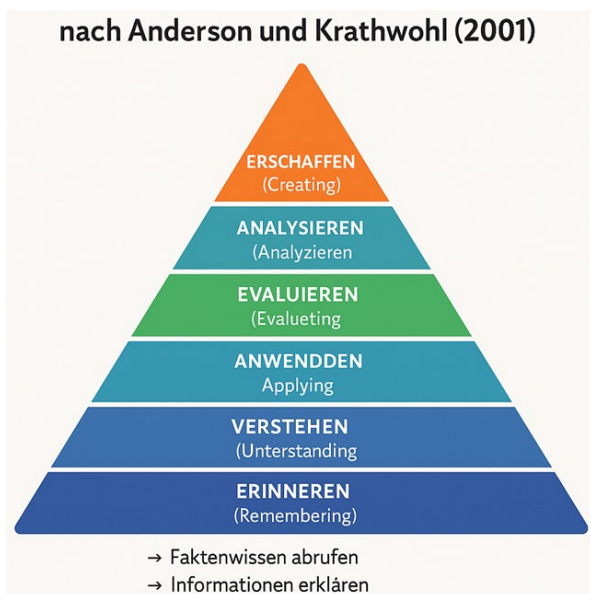 nach Anderson und Krathwohl (2001)
ERSCHAFFEN
(Creating)
ANALYSIEREN
(Analyzieren
EVALUIEREN
(Evalueting
ANWENDDEN
Applying
VERSTEHEN
(Unterstanding
ERINNEREN
(Remembering)
→ Faktenwissen abrufen
→ Informationen erklären